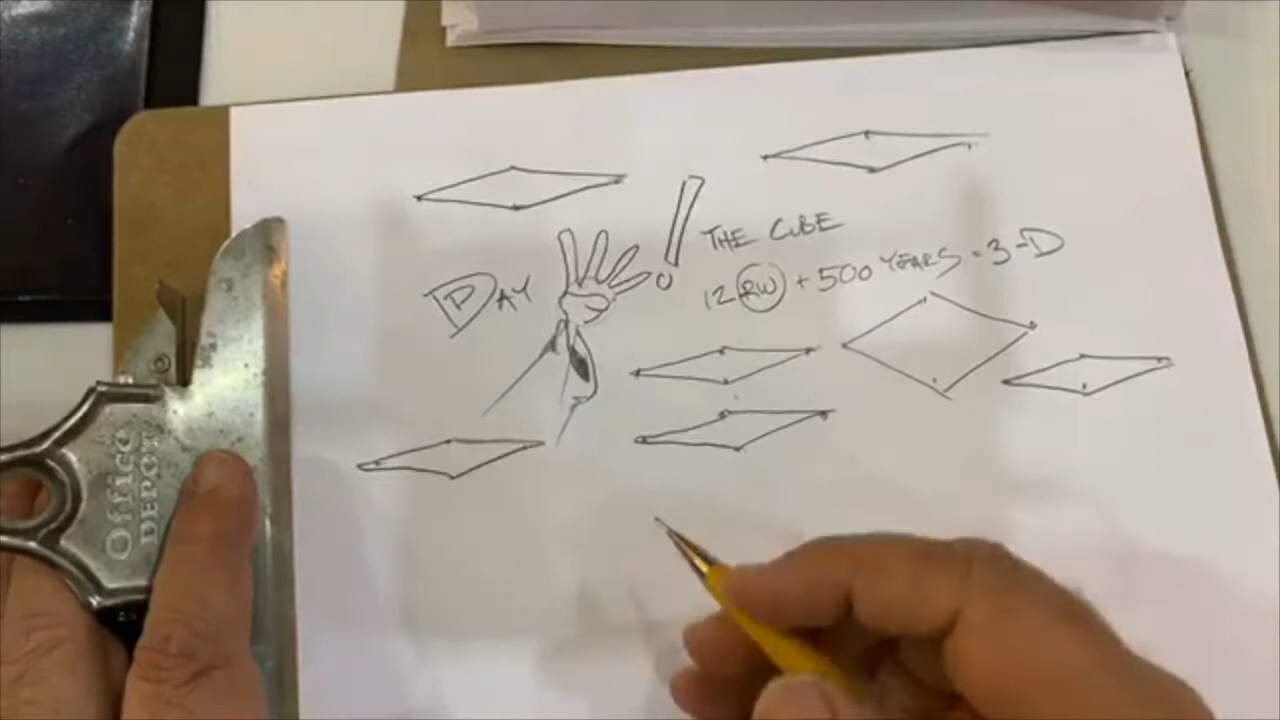 DAY !
THE CUBE
12 RW + 500 YEARS = 3-D
Office
DEPOT